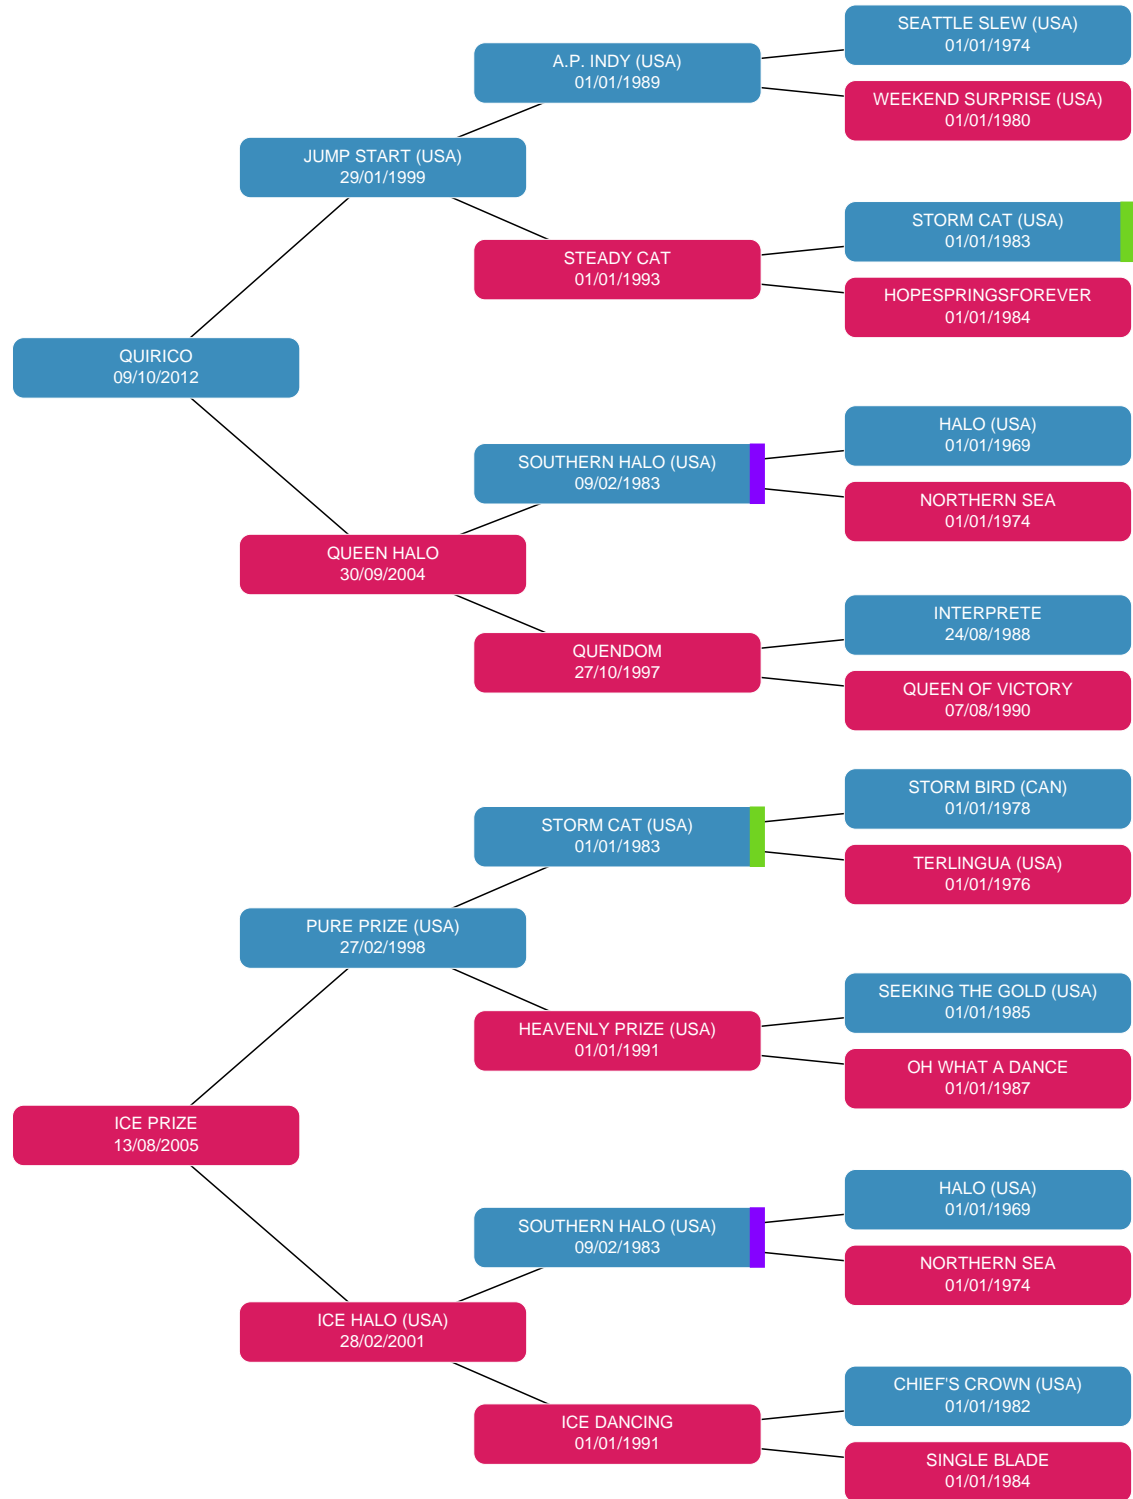 SEATTLE SLEW (USA)
01/01/1974
A.P. INDY (USA)
01/01/1989
WEEKEND SURPRISE (USA)
01/01/1980
JUMP START (USA)
29/01/1999
STORM CAT (USA)
01/01/1983
STEADY CAT
01/01/1993
HOPESPRINGSFOREVER
01/01/1984
QUIRICO
09/10/2012
HALO (USA)
01/01/1969
SOUTHERN HALO (USA)
09/02/1983
NORTHERN SEA
01/01/1974
QUEEN HALO
30/09/2004
INTERPRETE
24/08/1988
QUENDOM
27/10/1997
QUEEN OF VICTORY
07/08/1990
STORM BIRD (CAN)
01/01/1978
STORM CAT (USA)
01/01/1983
TERLINGUA (USA)
01/01/1976
PURE PRIZE (USA)
27/02/1998
SEEKING THE GOLD (USA)
01/01/1985
HEAVENLY PRIZE (USA)
01/01/1991
OH WHAT A DANCE
01/01/1987
ICE PRIZE
13/08/2005
HALO (USA)
01/01/1969
SOUTHERN HALO (USA)
09/02/1983
NORTHERN SEA
01/01/1974
ICE HALO (USA)
28/02/2001
CHIEF'S CROWN (USA)
01/01/1982
ICE DANCING
01/01/1991
SINGLE BLADE
01/01/1984